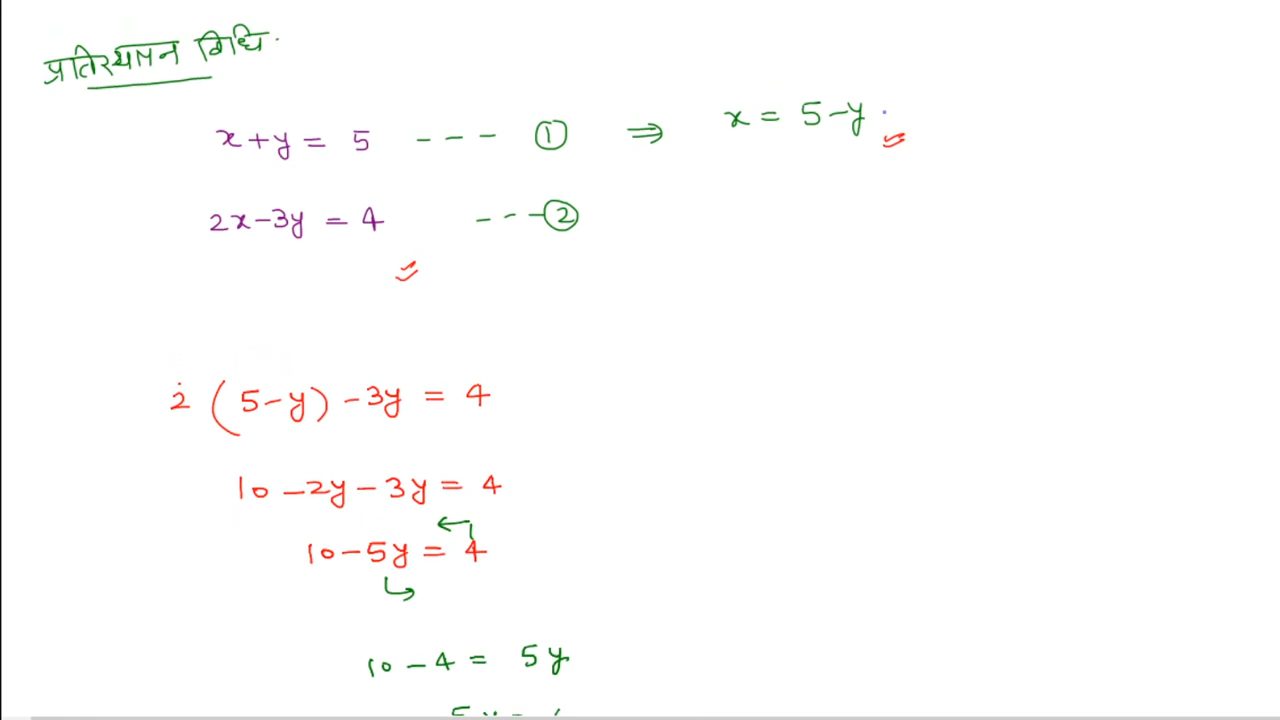 प्रतिस्थापन विधि.
x + y = 5 - - - ① ⇒ x = 5 - y
2x - 3y = 4 - - - ②
2 (5 - y) - 3y = 4
10 - 2y - 3y = 4
10 - 5y = 4
10 - 4 = 5y